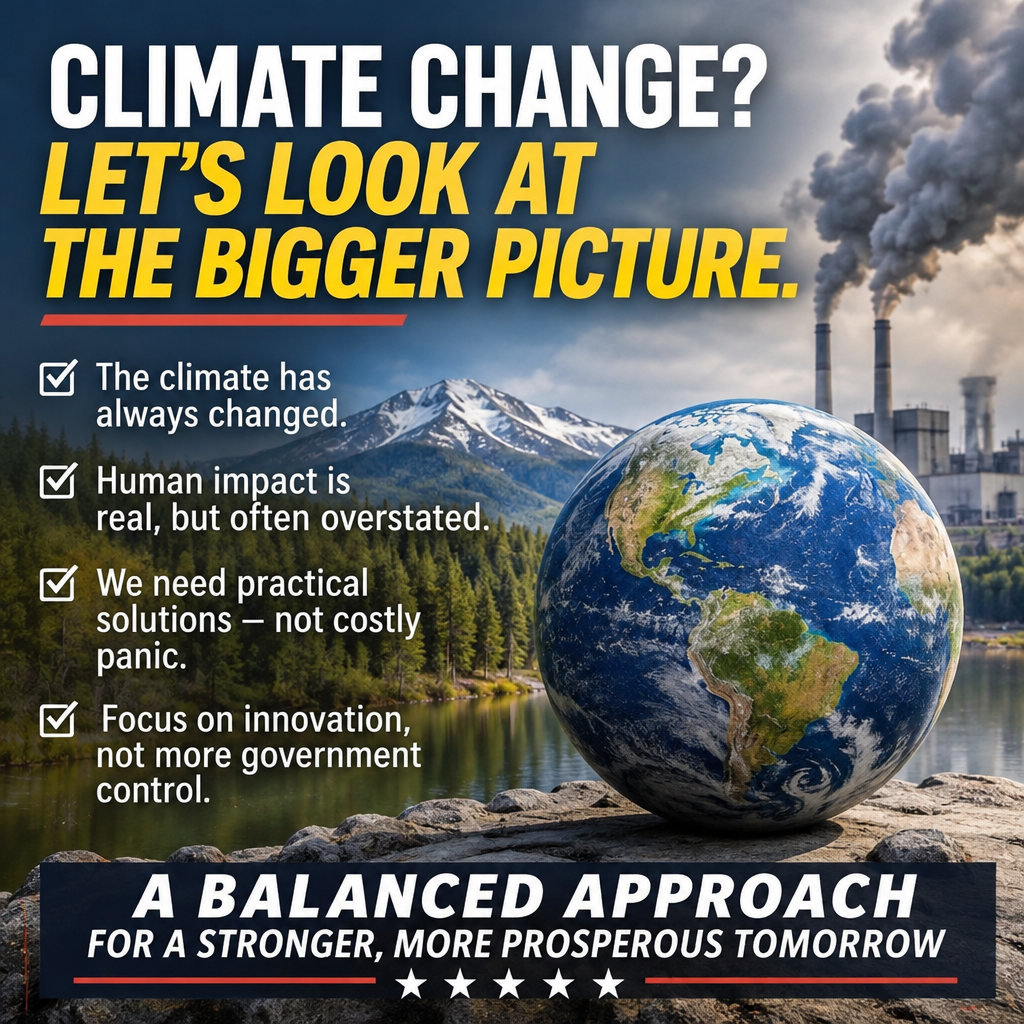 CLIMATE CHANGE?
LET'S LOOK AT
THE BIGGER PICTURE.
The climate has
always changed.
Human impact is
real, but often overstated.
We need practical
solutions – not costly
panic.
Focus on innovation,
not more government
control.
A BALANCED APPROACH
FOR A STRONGER, MORE PROSPEROUS TOMORROW